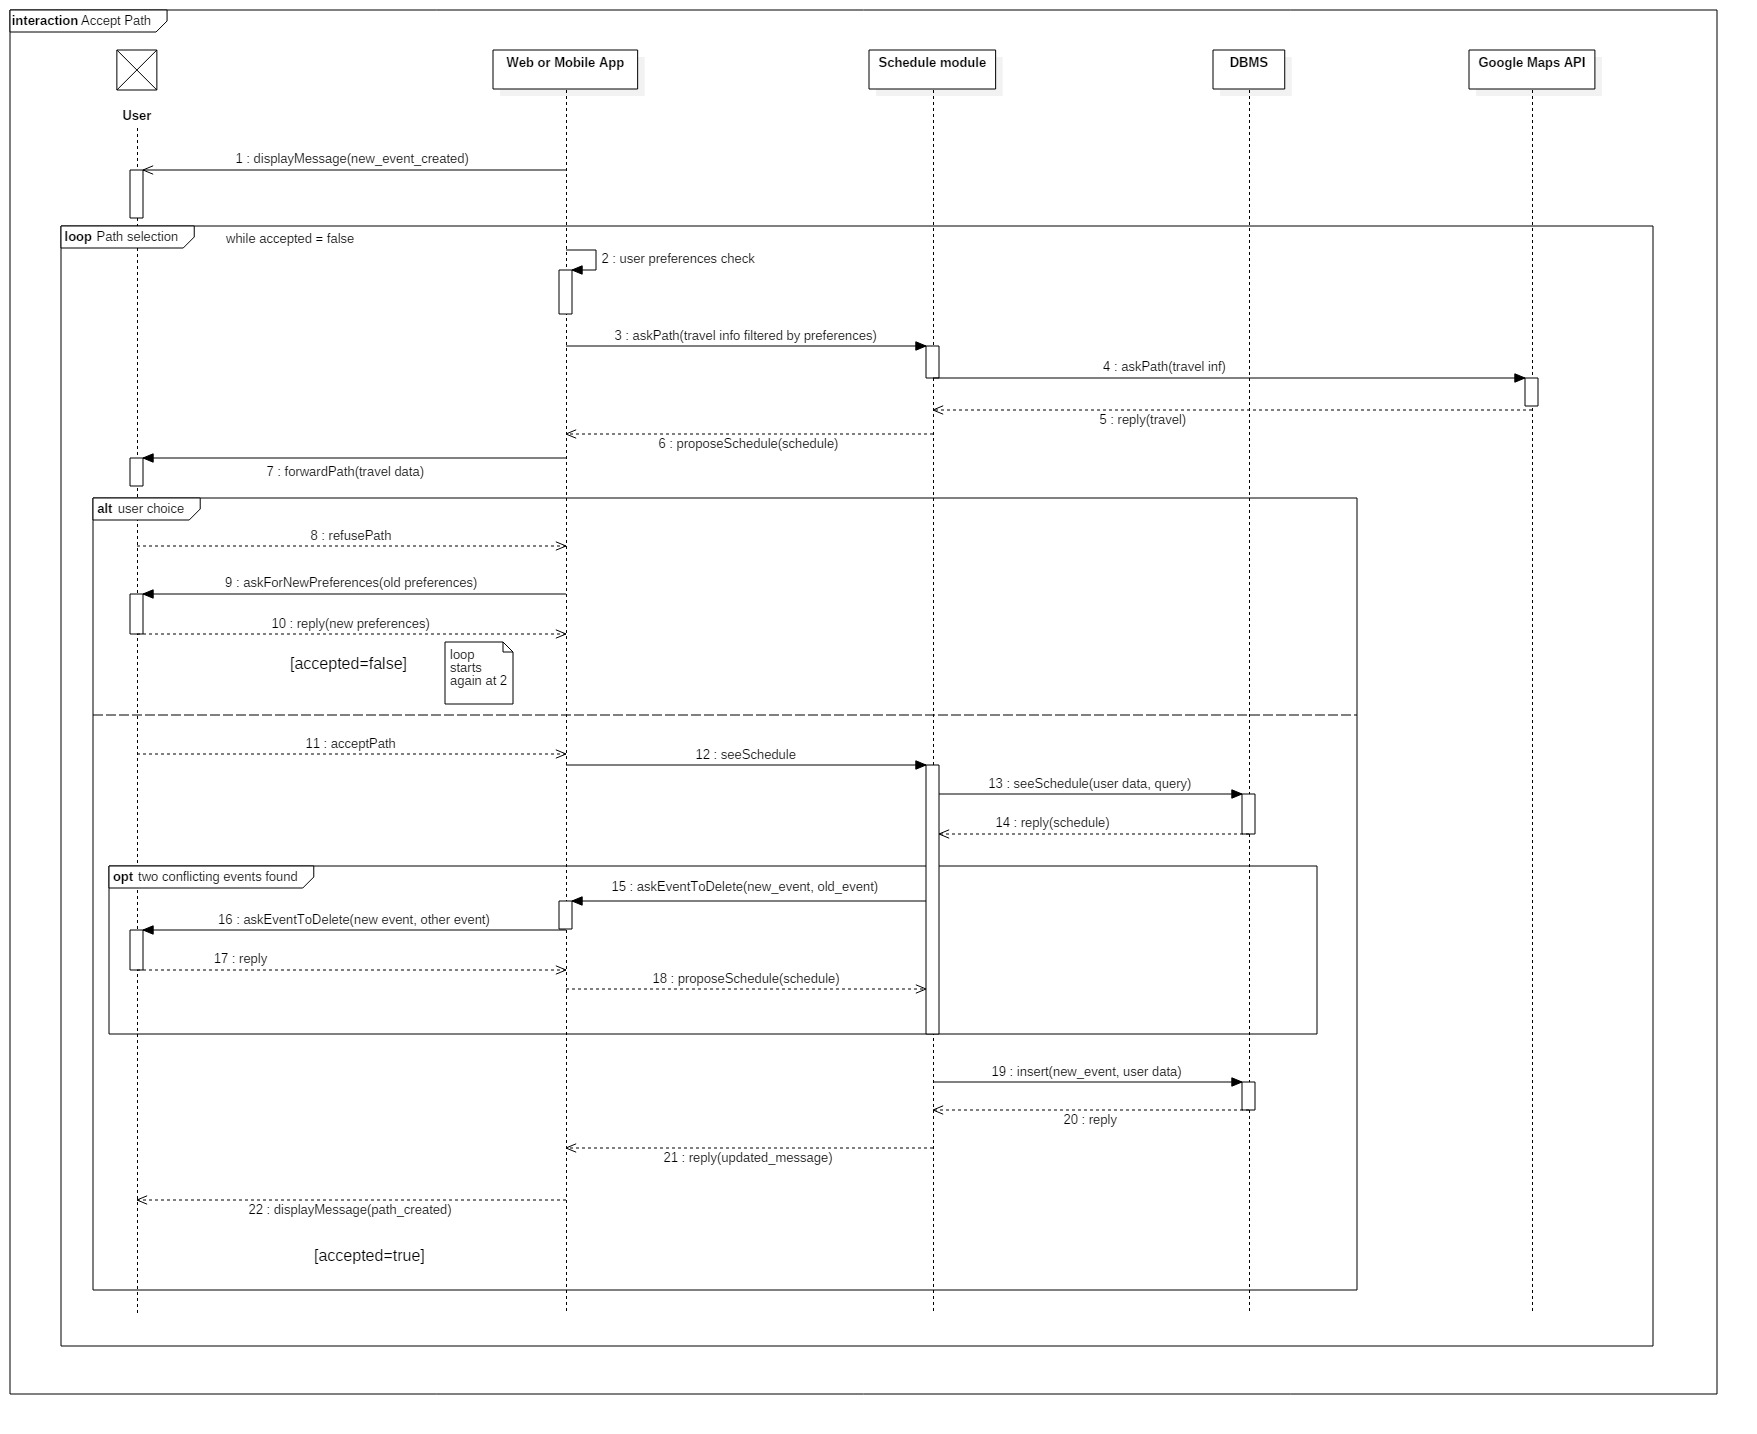 interaction Accept Path
Web or Mobile App
Schedule module
DBMS
Google Maps API
User
1 : displayMessage(new_event_created)
loop Path selection
while accepted = false
2 : user preferences check
3 : askPath(travel info filtered by preferences)
4 : askPath(travel inf)
5 : reply(travel)
6 : proposeSchedule(schedule)
7 : forwardPath(travel data)
alt user choice
8 : refusePath
9 : askForNewPreferences(old preferences)
10 : reply(new preferences)
[accepted=false]
loop
starts
again at 2
11 : acceptPath
12 : seeSchedule
13 : seeSchedule(user data, query)
14 : reply(schedule)
opt two conflicting events found
15 : askEventToDelete(new_event, old_event)
16 : askEventToDelete(new event, other event)
17 : reply
18 : proposeSchedule(schedule)
19 : insert(new_event, user data)
20 : reply
21 : reply(updated_message)
22 : displayMessage(path_created)
[accepted=true]